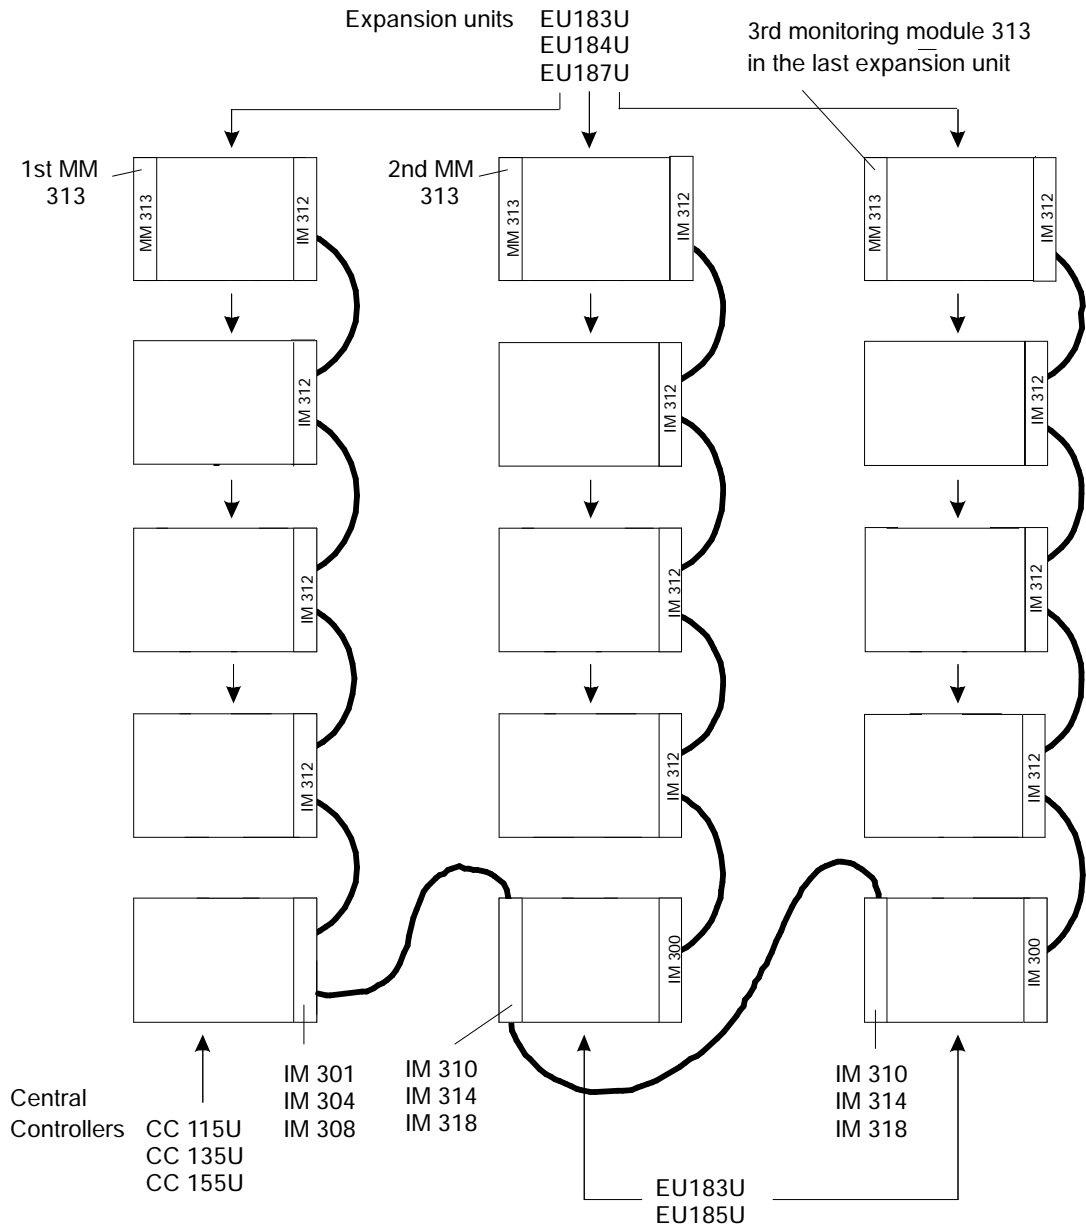 Expansion units EU183U
EU184U
EU187U
3rd monitoring module 313
in the last expansion unit
1st MM
313
2nd MM
313
MM 313
IM 312
MM 313
IM 312
MM 313
IM 312
IM 312
IM 312
IM 312
IM 312
IM 312
IM 312
IM 312
IM 312
IM 312
IM 300
IM 300
IM 301
IM 304
IM 308
IM 310
IM 314
IM 318
IM 310
IM 314
IM 318
Central
Controllers CC 115U
CC 135U
CC 155U
EU183U
EU185U